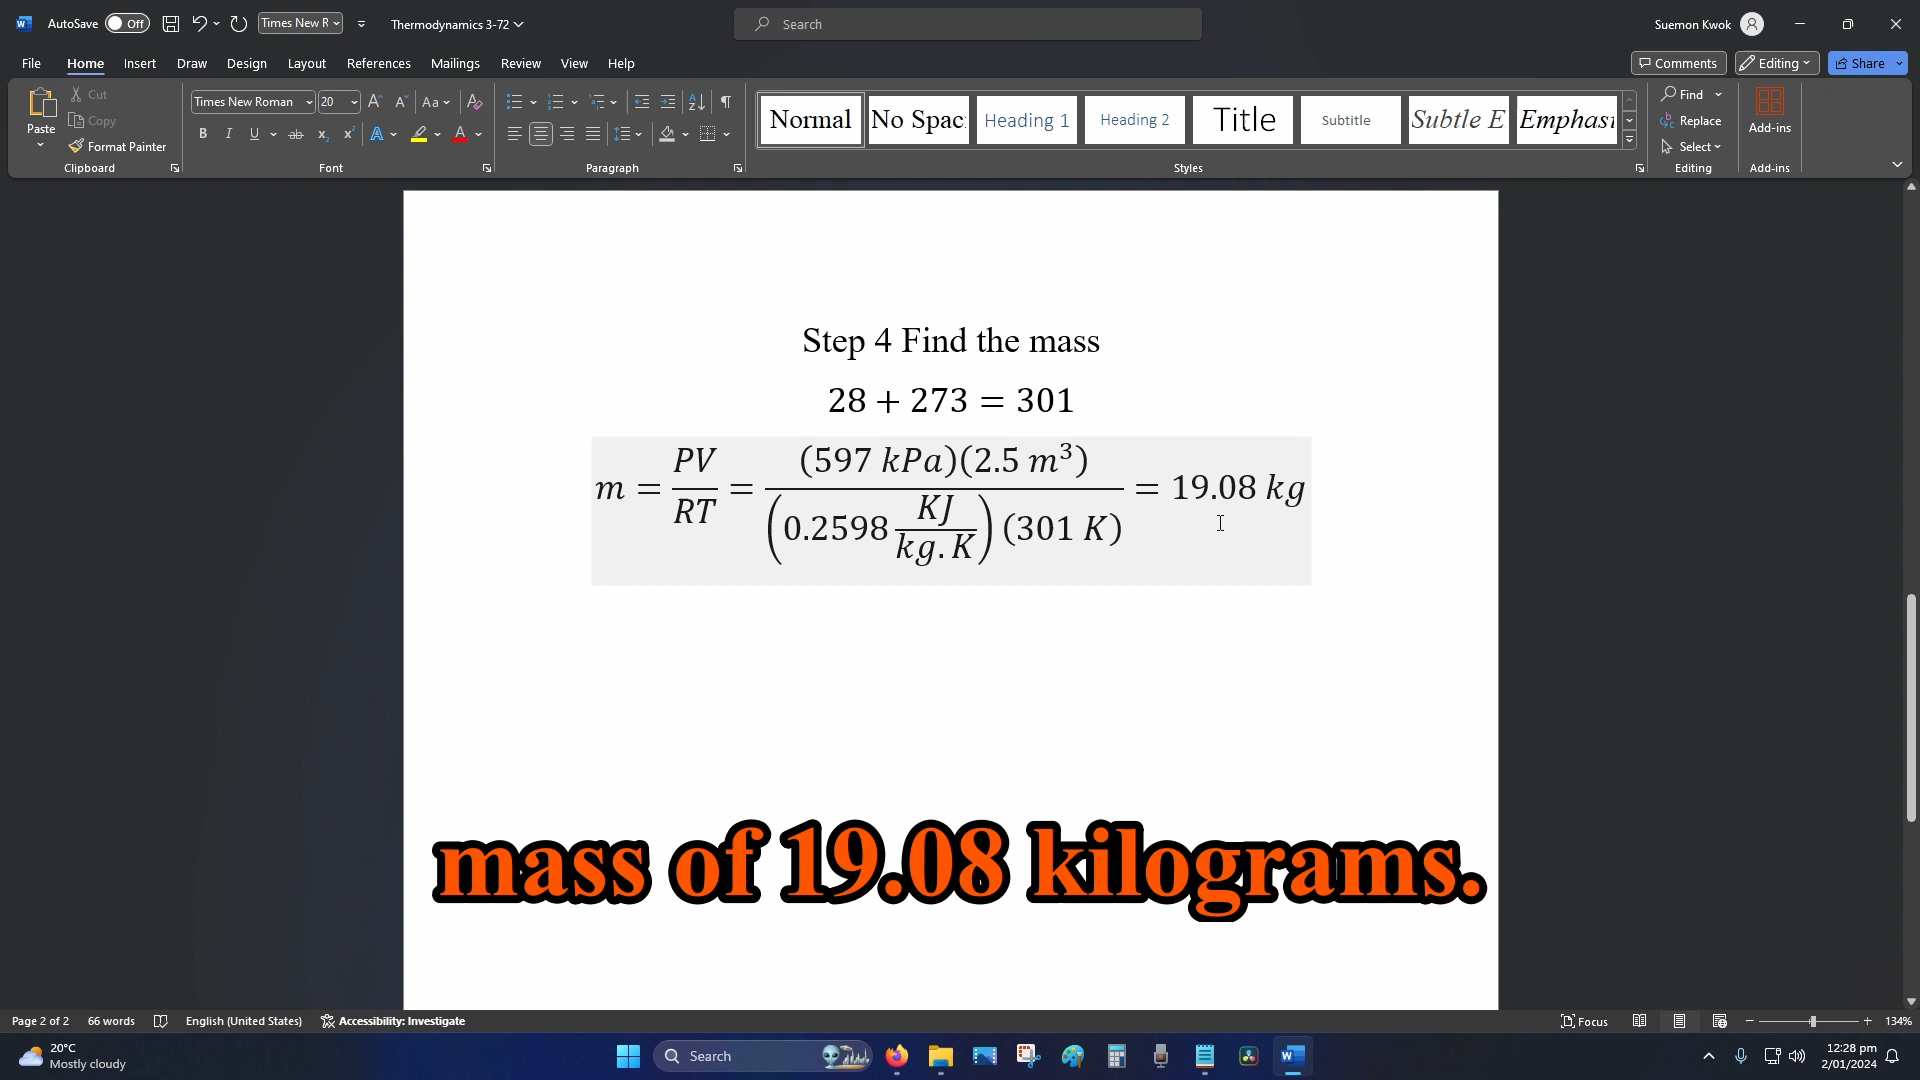 AutoSave Off Times New R Thermodynamics 3-72 Search Suemon Kwok
File Home Insert Draw Design Layout References Mailings Review View Help Comments Editing Share
Paste Cut Copy Format Painter
Times New Roman 20
Normal No Spac Heading 1 Heading 2 Title Subtitle Subtle E Emphasi
Find Replace Select Add-ins
Clipboard Font Paragraph Styles Editing Add-ins
Step 4 Find the mass
28 + 273 = 301
m = PV/RT = (597 kPa)(2.5 m³)/(0.2598 KJ/kg.K)(301 K) = 19.08 kg
mass of 19.08 kilograms.
Page 2 of 2 66 words English (United States) Accessibility: Investigate Focus 134%
20°C
Mostly cloudy
Search
12:28 pm
2/01/2024